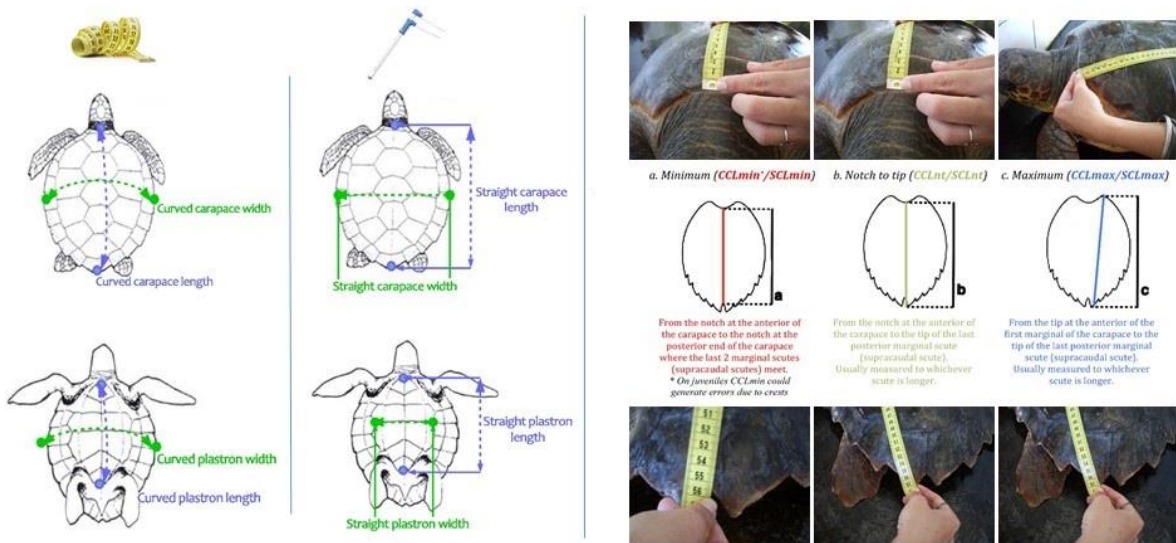 Curved carapace width
Curved carapace length
Straight carapace
length
Straight carapace width
Curved plastron width
Curved plastron length
Straight plastron
length
Straight plastron width
a. Minimum (CCLmin*/SCLmin)
b. Notch to tip (CCLnt/SCLnt)
c. Maximum (CCLmax/SCLmax)
a
b
c
From the notch at the anterior of
the carapace to the notch at the
posterior end of the carapace
where the last 2 marginal scutes
(supracaudal scutes) meet.
* On juveniles CCLmin could
generate errors due to crests
From the notch at the anterior of
the carapace to the tip of the last
posterior marginal scute
(supracaudal scute).
Usually measured to whichever
scute is longer.
From the tip at the anterior of the
first marginal of the carapace to the
tip of the last posterior marginal
scute (supracaudal scute).
Usually measured to whichever
scute is longer.
51
52
53
54
55
56